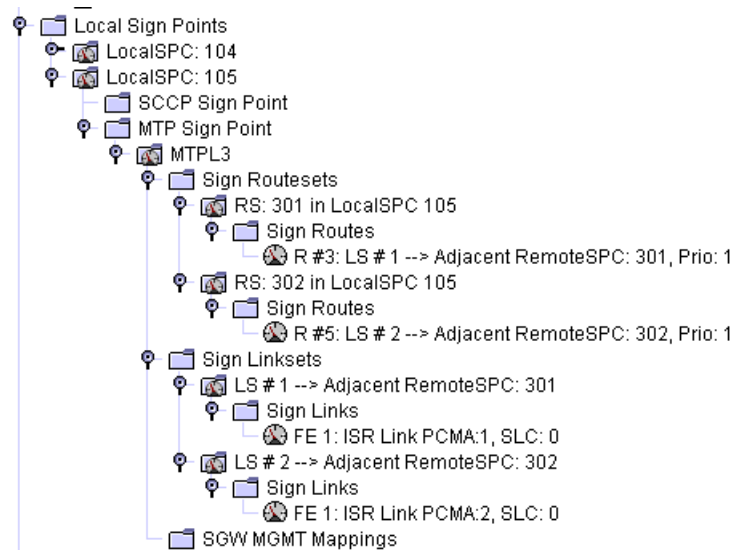 Local Sign Points
LocalSPC: 104
LocalSPC: 105
SCCP Sign Point
MTP Sign Point
MTPL3
Sign Routesets
RS: 301 in LocalSPC 105
Sign Routes
R #3: LS # 1 --> Adjacent RemoteSPC: 301, Prio: 1
RS: 302 in LocalSPC 105
Sign Routes
R #5: LS # 2 --> Adjacent RemoteSPC: 302, Prio: 1
Sign Linksets
LS # 1 --> Adjacent RemoteSPC: 301
Sign Links
FE 1: ISR Link PCMA:1, SLC: 0
LS # 2 --> Adjacent RemoteSPC: 302
Sign Links
FE 1: ISR Link PCMA:2, SLC: 0
SGW MGMT Mappings